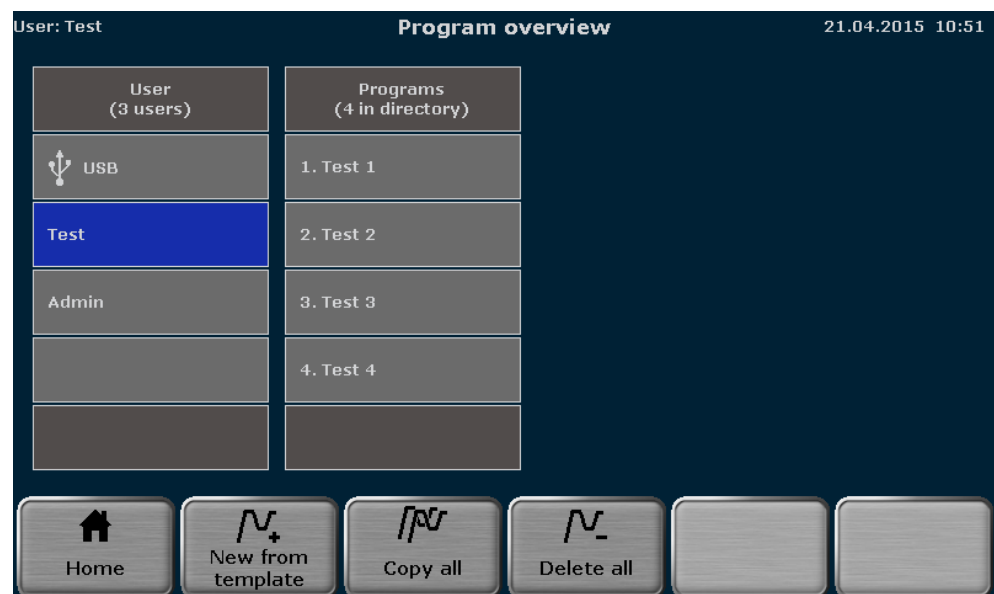 User: Test
Program overview
21.04.2015 10:51
User
(3 users)
Programs
(4 in directory)
USB
1. Test 1
Test
2. Test 2
Admin
3. Test 3
4. Test 4
Home
New from
template
Copy all
Delete all